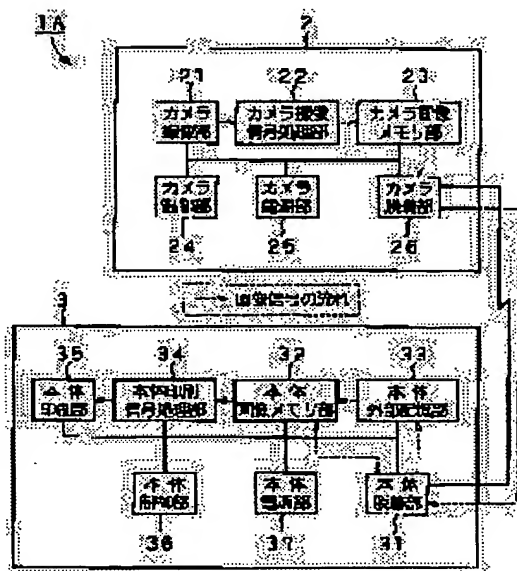 1A
2
21 22 23
カメラ カメラ撮像 カメラ画像
撮像部 信号処理部 メモリ部
カメラ カメラ カメラ
制御部 電源部 脱着部
24 25 26
画像信号の流れ
3
35 34 32 33
本体 本体印刷 本体 本体
印刷部 信号処理部 画像メモリ部 外部記憶部
本体 本体 本体
制御部 電源部 脱着部
36 37 31